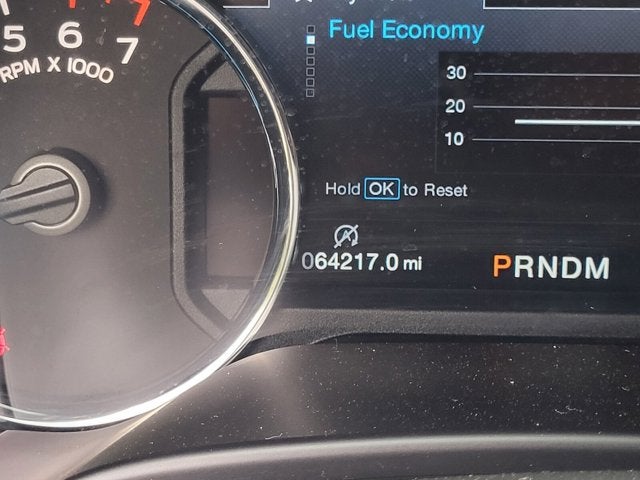 5 6 7
RPM X 1000
Fuel Economy
30
20
10
Hold OK to Reset
064217.0 mi
PRNDM